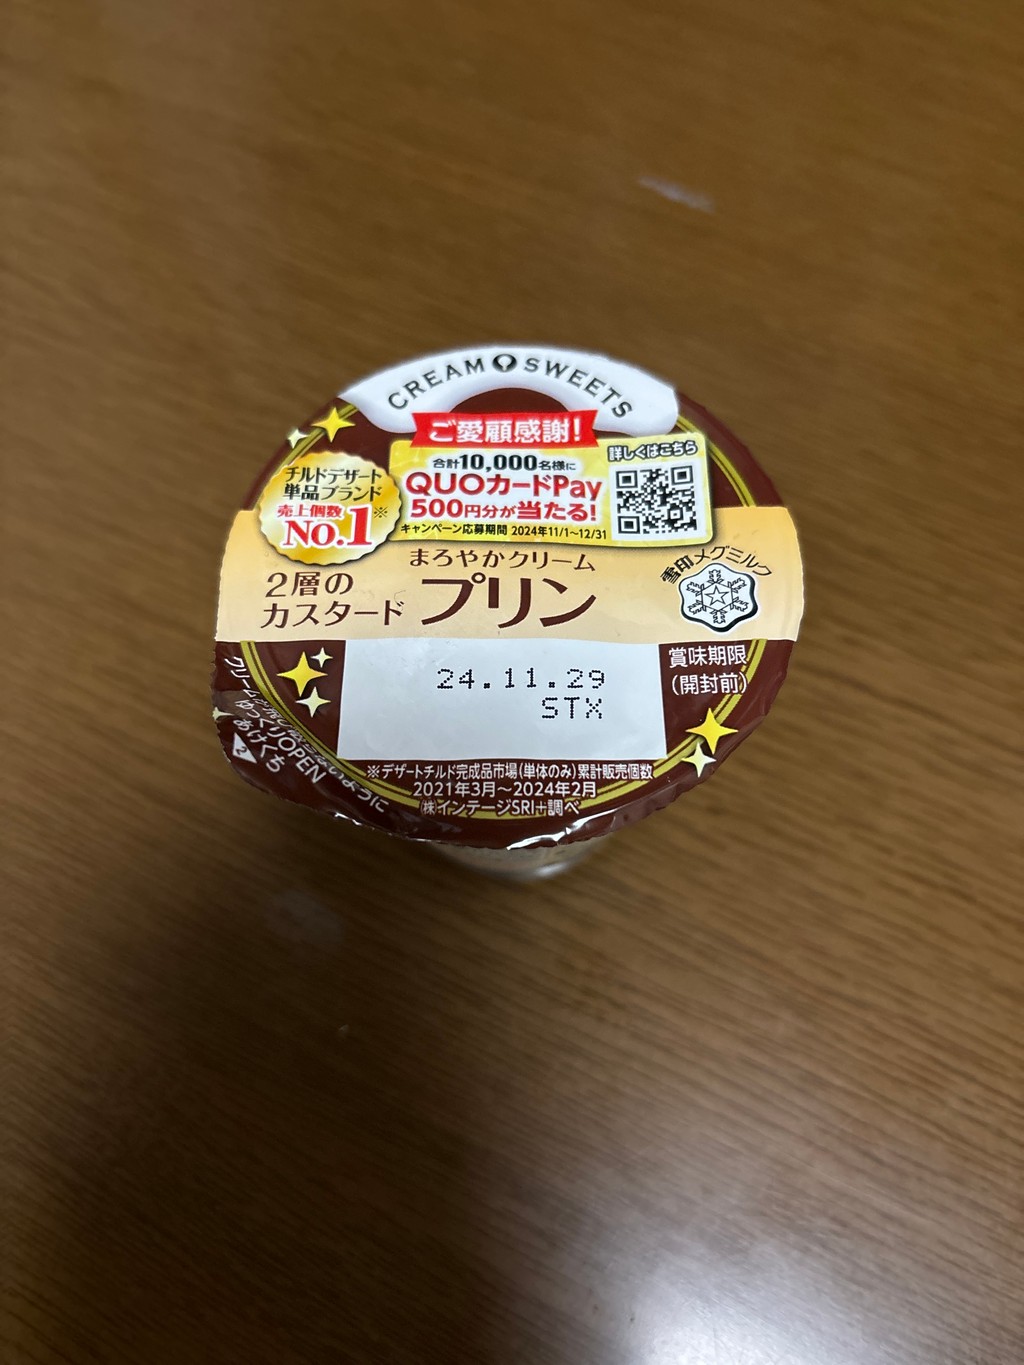 CREAM SWEETS
ご愛顧感謝!
合計10,000名様に
QUOカードPay
500円分が当たる!
キャンペーン応募期間 2024年11/1~12/31
詳しくはこちら
チルドデザート
単品ブランド
売上個数※
No.1
まろやかクリーム
2層の
カスタード
プリン
雪印メグミルク
賞味期限
(開封前)
24.11.29
STX
ゆっくりOPEN
あけくち
2
※デザートチルド完成品市場(単体のみ)累計販売個数
2021年3月~2024年2月
㈱インテージSRI+調べ